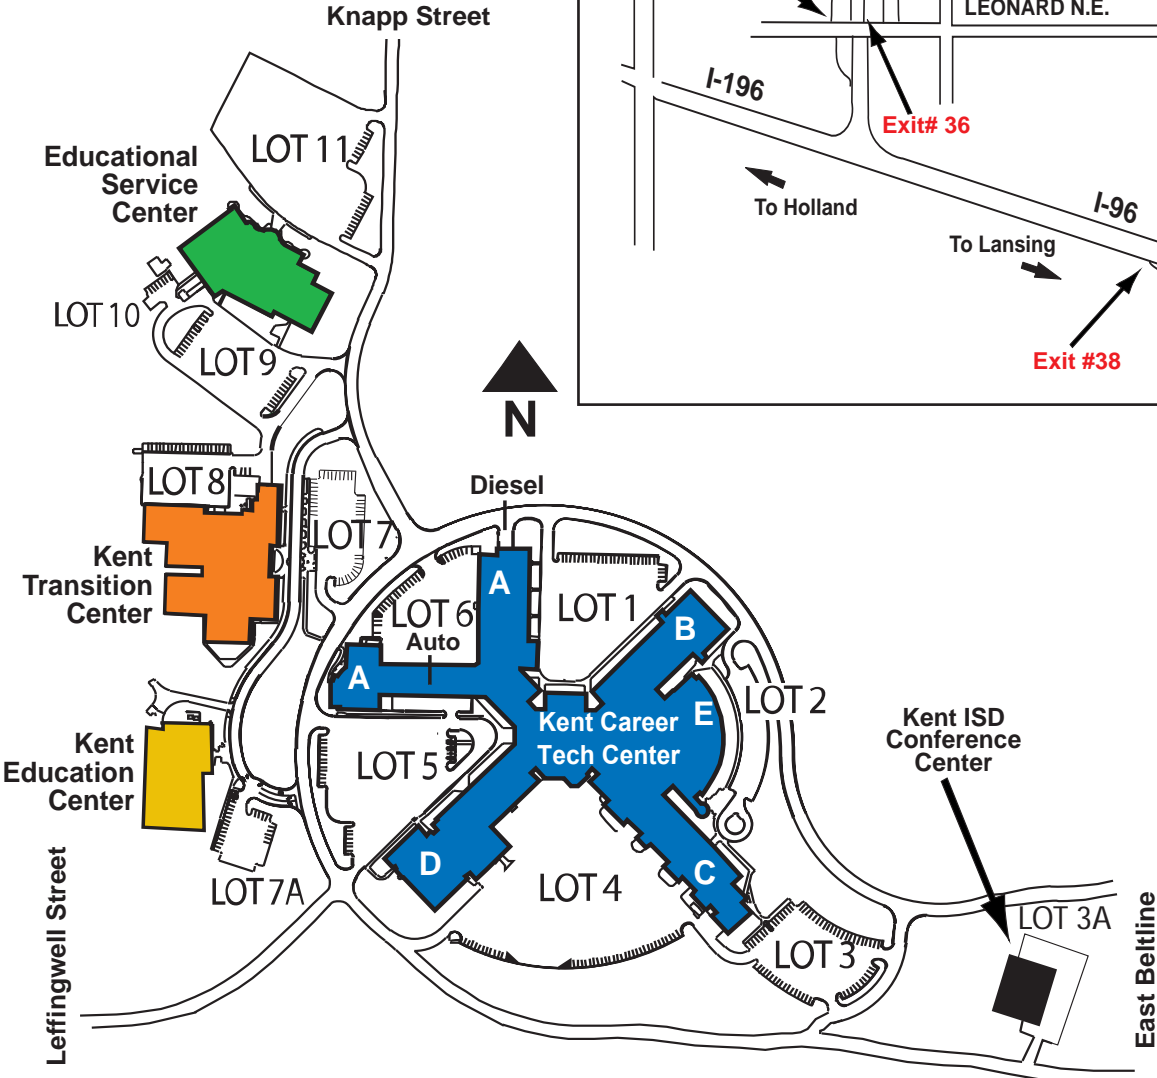 Knapp Street
LEONARD N.E.
I-196
Exit# 36
To Holland
I-96
To Lansing
Exit #38
LOT 11
Educational
Service
Center
LOT 10
LOT 9
N
Diesel
LOT 8
LOT 7
Kent
Transition
Center
A
LOT 6
LOT 1
Auto
B
A
LOT 2
E
Kent Career
Tech Center
Kent ISD
Conference
Center
Kent
Education
Center
LOT 5
D
C
LOT 4
LOT 7A
LOT 3
LOT 3A
Leffingwell Street
East Beltline